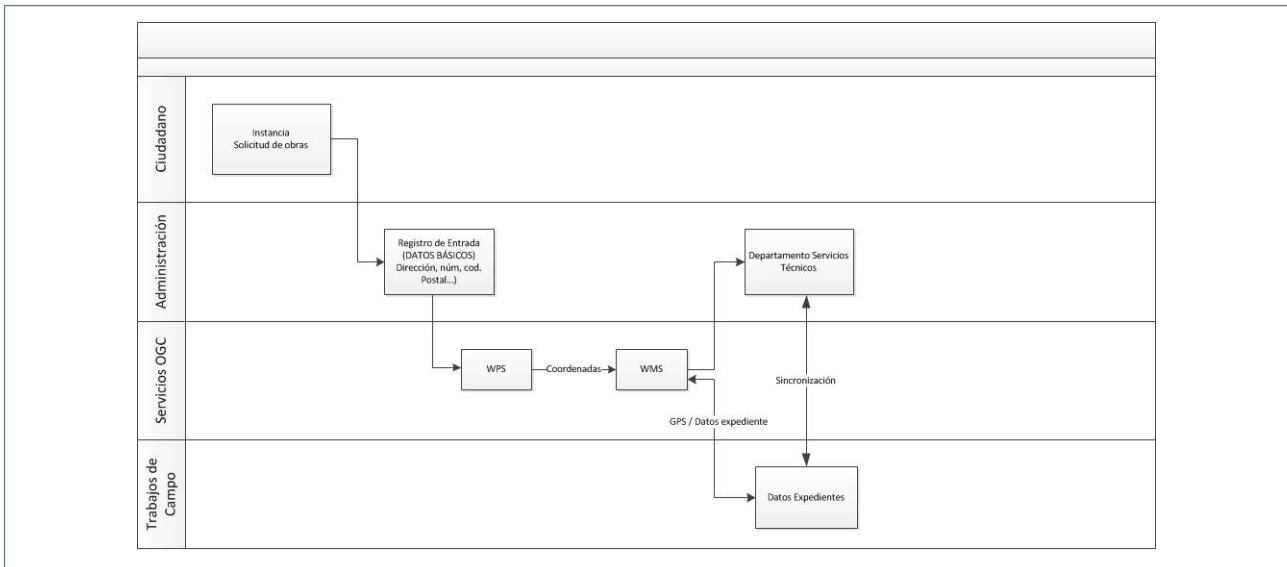 Ciudadano
Instancia
Solicitud de obras
Administración
Registro de Entrada
(DATOS BÁSICOS)
Dirección, núm, cod.
Postal...)
Departamento Servicios
Técnicos
Servicios OGC
WPS
Coordenadas
WMS
Sincronización
GPS / Datos expediente
Trabajos de
Campo
Datos Expedientes